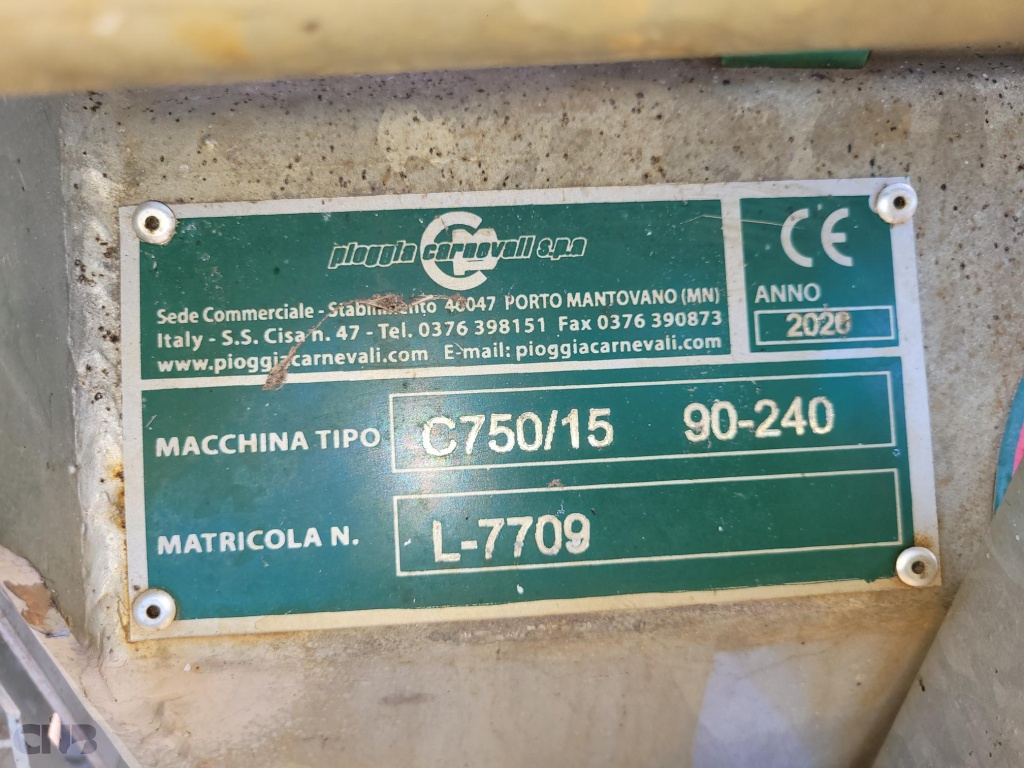 pioggia carnevali s.p.a
Sede Commerciale - Stabilimento 46047 PORTO MANTOVANO (MN)
Italy - S.S. Cisa n. 47 - Tel. 0376 398151 Fax 0376 390873
www.pioggiacarnevali.com E-mail: pioggiacarnevali.com
CE
ANNO
2020
MACCHINA TIPO C750/15 90-240
MATRICOLA N. L-7709
CNB